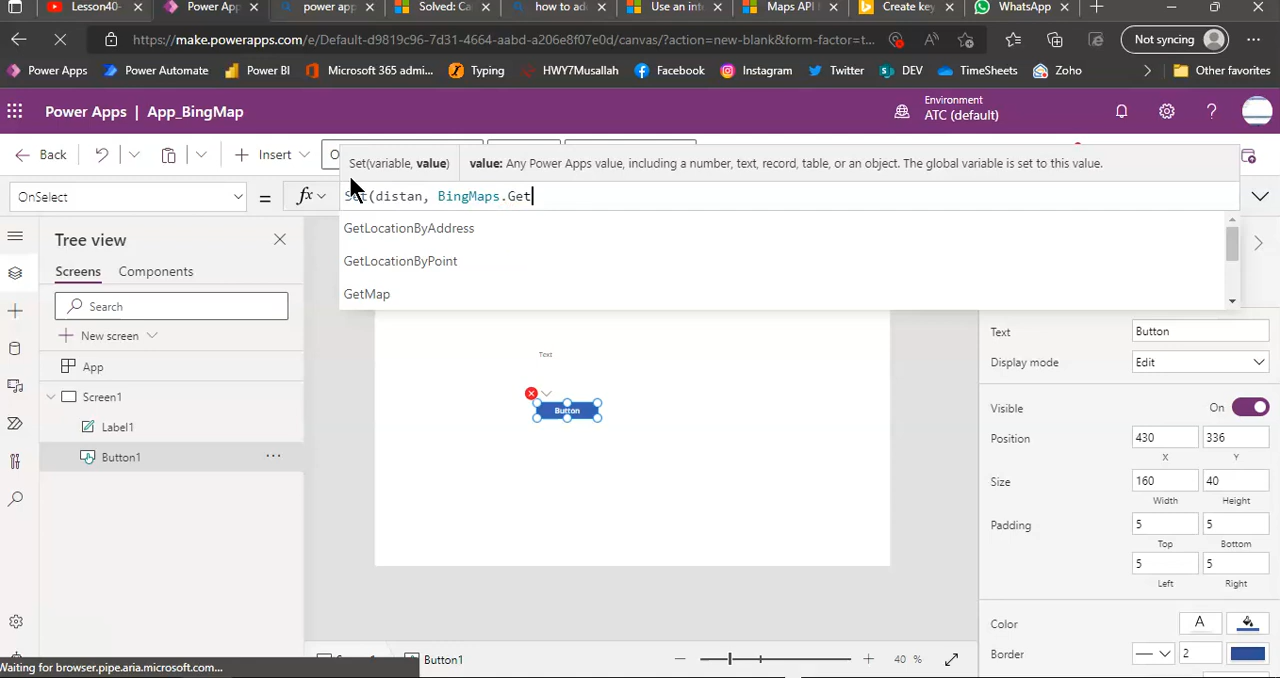 Lesson40-
Power App
power app
Solved: Ca
how to ad
Use an int
Maps API
Create key
WhatsApp
https://make.powerapps.com/e/Default-d9819c96-7d31-4664-aabd-a206e8f07e0d/canvas/?action=new-blank&form-factor=t...
Not syncing
Power Apps
Power Automate
Power BI
Microsoft 365 admi...
Typing
HWY7Musallah
Facebook
Instagram
Twitter
DEV
TimeSheets
Zoho
Other favorites
Power Apps | App_BingMap
Environment
ATC (default)
Back
Insert
Set(variable, value)
value: Any Power Apps value, including a number, text, record, table, or an object. The global variable is set to this value.
OnSelect
=
fx
Set(distan, BingMaps.Get
GetLocationByAddress
GetLocationByPoint
GetMap
Tree view
Screens
Components
Search
New screen
App
Screen1
Label1
Button1
Text
Button
Text
Button
Display mode
Edit
Visible
On
Position
430
336
X
Y
Size
160
40
Width
Height
Padding
5
5
Top
Bottom
5
5
Left
Right
Color
A
Border
2
Button1
40 %
Waiting for browser.pipe.aria.microsoft.com...